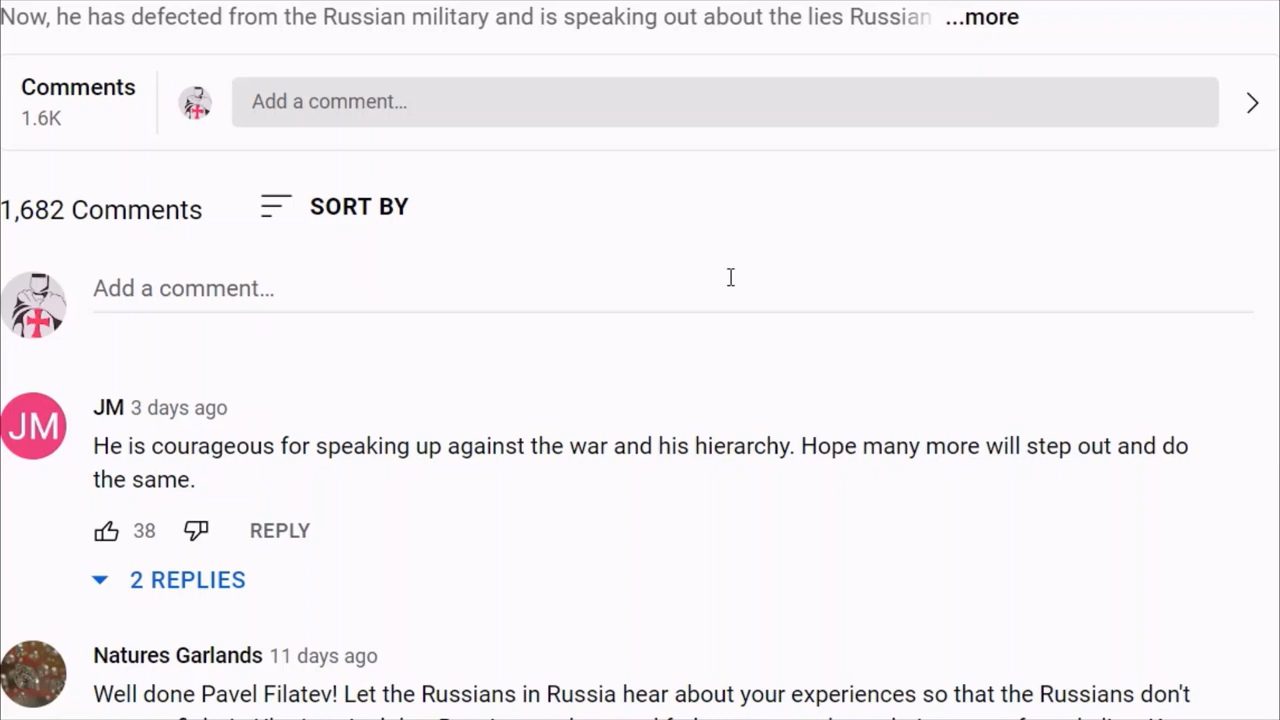 Now, he has defected from the Russian military and is speaking out about the lies Russian ...more
Comments
1.6K
Add a comment...
1,682 Comments
SORT BY
Add a comment...
JM
JM 3 days ago
He is courageous for speaking up against the war and his hierarchy. Hope many more will step out and do
the same.
38
REPLY
2 REPLIES
Natures Garlands 11 days ago
Well done Pavel Filatev! Let the Russians in Russia hear about your experiences so that the Russians don't